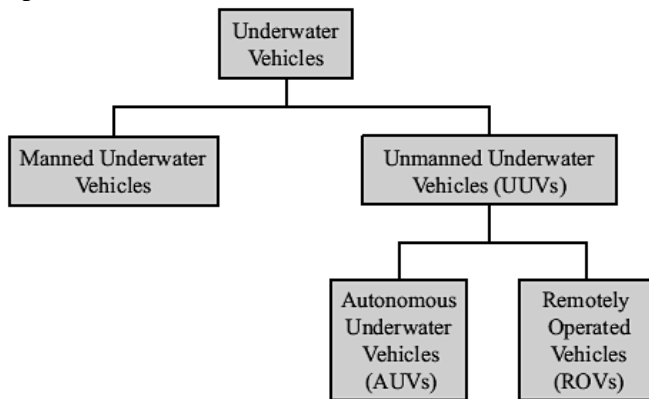 Underwater
Vehicles
Manned Underwater
Vehicles
Unmanned Underwater
Vehicles (UUVs)
Autonomous
Underwater
Vehicles
(AUVs)
Remotely
Operated
Vehicles
(ROVs)